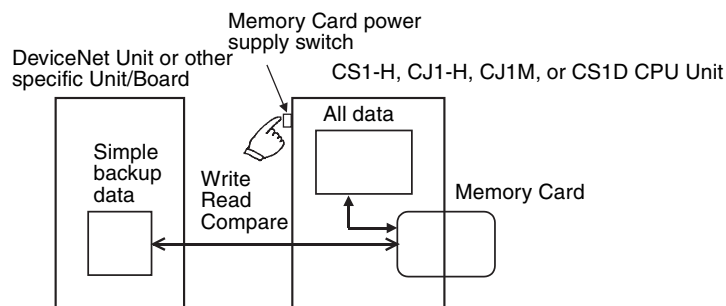 Memory Card power
supply switch
DeviceNet Unit or other
specific Unit/Board
CS1-H, CJ1-H, CJ1M, or CS1D CPU Unit
All data
Simple
backup
data
Write
Read
Compare
Memory Card